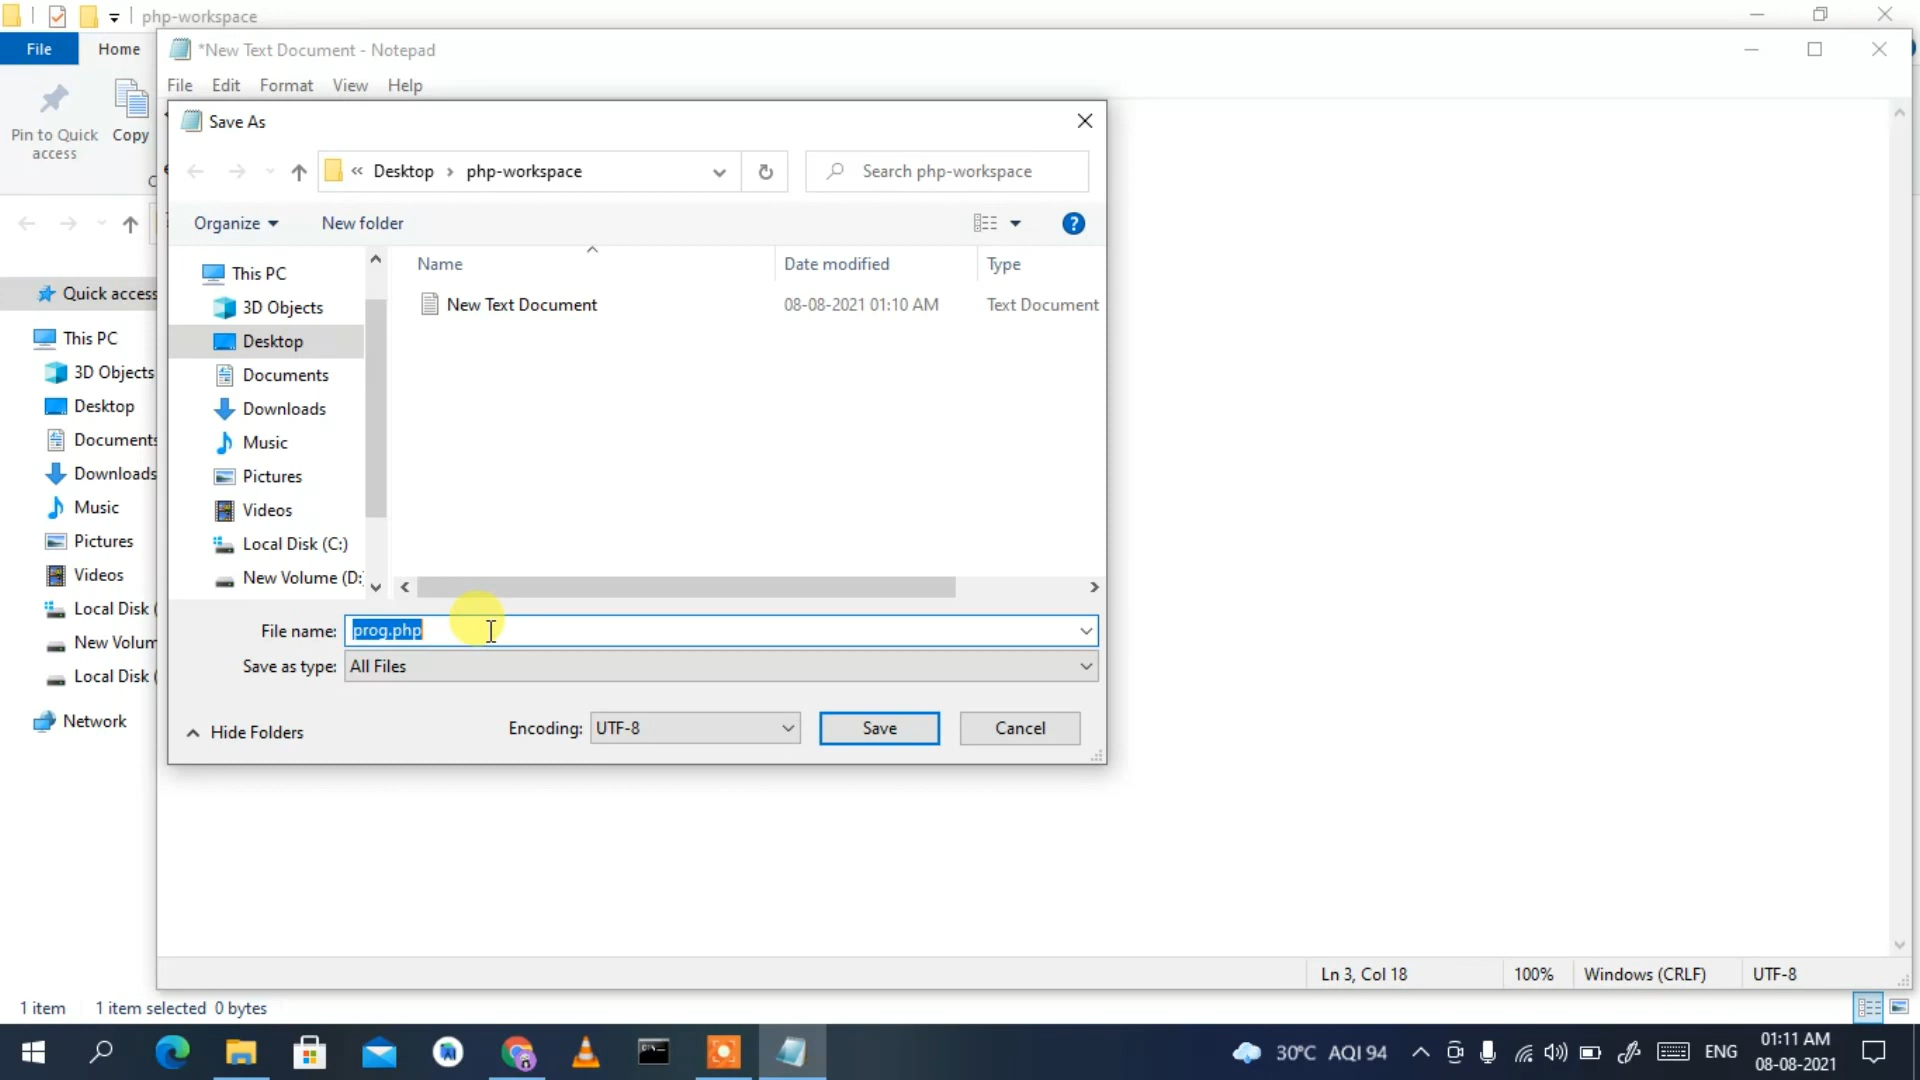 php-workspace
File
Home
*New Text Document - Notepad
File Edit Format View Help
Pin to Quick access
Copy
Save As
« Desktop › php-workspace
Search php-workspace
Organize
New folder
Name
Date modified
Type
New Text Document
08-08-2021 01:10 AM
Text Document
This PC
3D Objects
Desktop
Documents
Downloads
Music
Pictures
Videos
Local Disk (C:)
New Volume (D:
File name: prog.php
Save as type: All Files
Hide Folders
Encoding: UTF-8
Save
Cancel
Quick access
This PC
3D Objects
Desktop
Documents
Downloads
Music
Pictures
Videos
Local Disk (
New Volum
Local Disk (
Network
Ln 3, Col 18
100%
Windows (CRLF)
UTF-8
1 item
1 item selected 0 bytes
30°C AQI 94
ENG
01:11 AM
08-08-2021